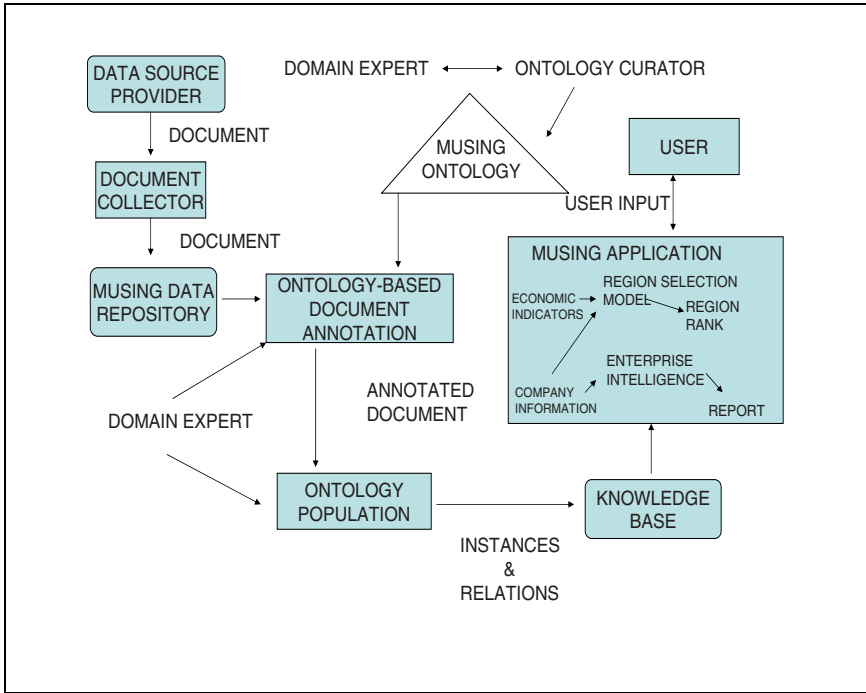 DATA SOURCE
PROVIDER
DOMAIN EXPERT
ONTOLOGY CURATOR
DOCUMENT
MUSING
ONTOLOGY
USER
DOCUMENT
COLLECTOR
USER INPUT
DOCUMENT
MUSING DATA
REPOSITORY
ONTOLOGY-BASED
DOCUMENT
ANNOTATION
MUSING APPLICATION
ECONOMIC
INDICATORS
REGION SELECTION
MODEL
REGION
RANK
COMPANY
INFORMATION
ENTERPRISE
INTELLIGENCE
REPORT
ANNOTATED
DOCUMENT
DOMAIN EXPERT
ONTOLOGY
POPULATION
INSTANCES
&
RELATIONS
KNOWLEDGE
BASE